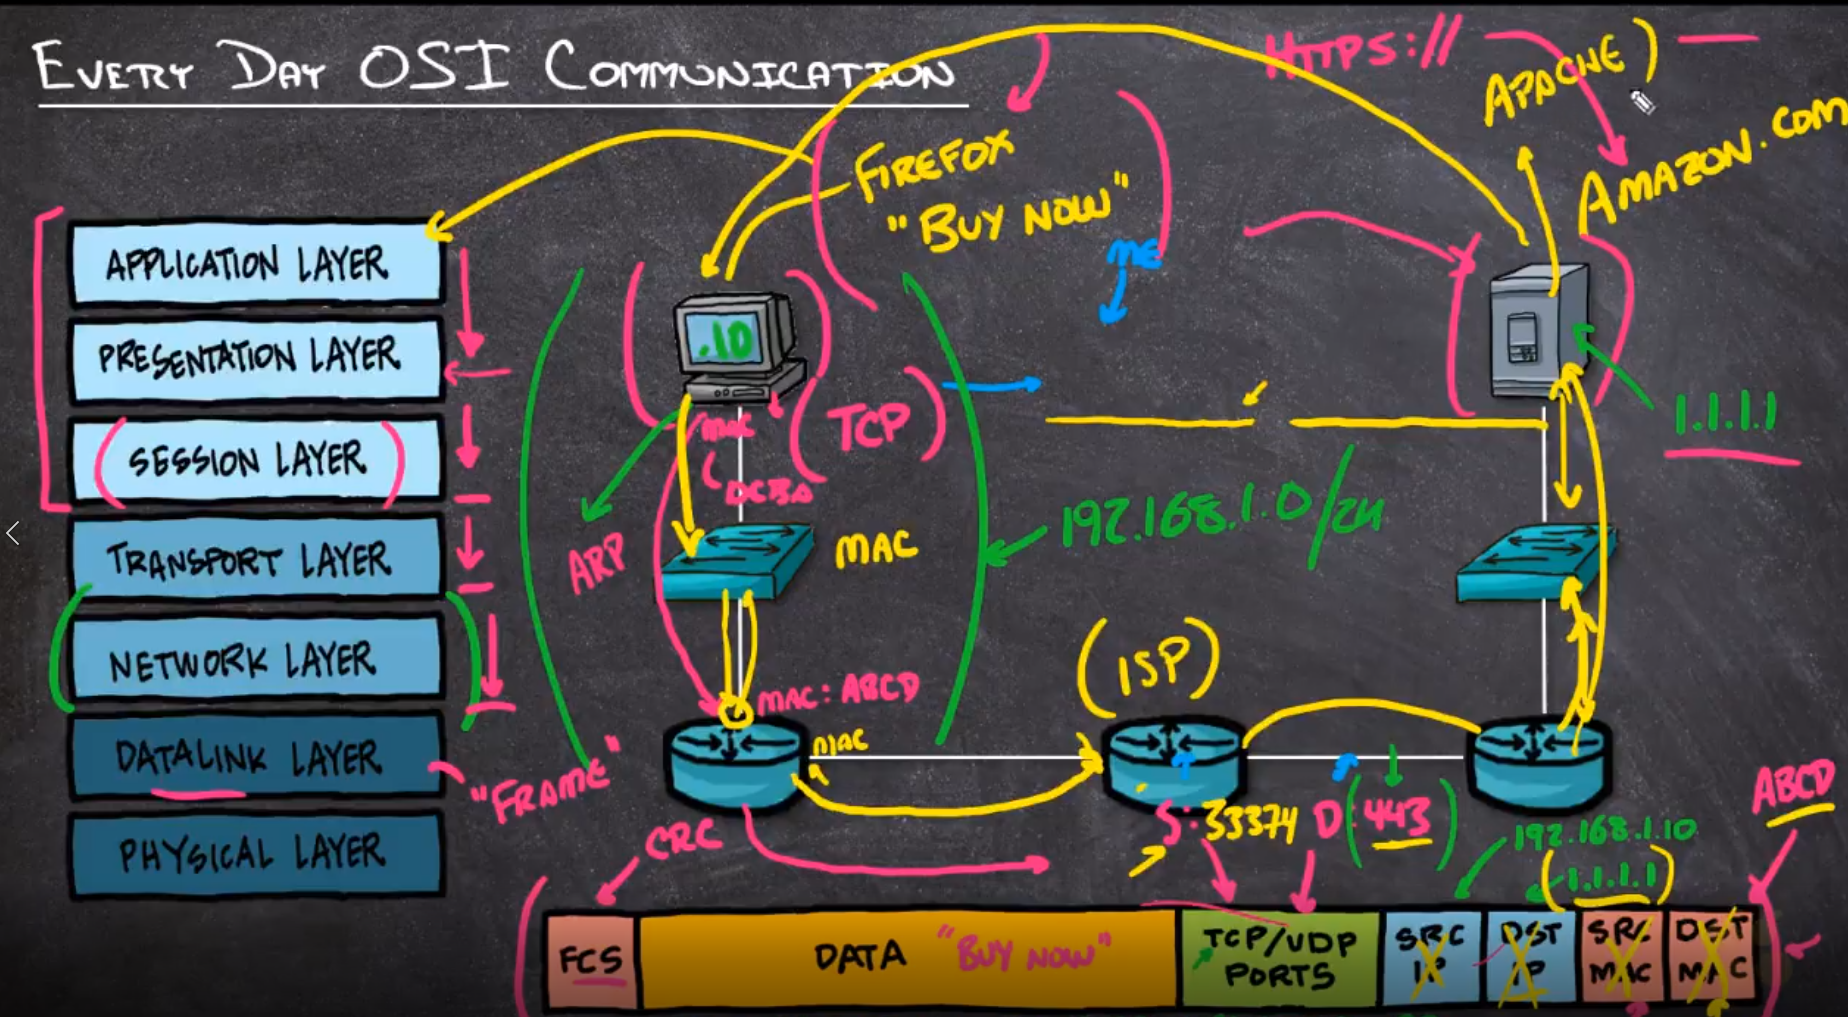 EVERY DAY OSI COMMUNICATION
HTTPS://
APACHE
AMAZON.COM
FIREFOX
"BUY NOW"
ME
APPLICATION LAYER
PRESENTATION LAYER
(SESSION LAYER)
TRANSPORT LAYER
NETWORK LAYER
DATALINK LAYER
PHYSICAL LAYER
.10
MAC
(TCP)
1.1.1.1
192.168.1.0/24
ARP
MAC
(ISP)
MAC: ABCD
MAC
"FRAME"
CRC
S: 33374 D: (443)
ABCD
192.168.1.10
(1.1.1.1)
FCS
DATA "BUY NOW"
TCP/UDP
PORTS
SRC
IP
DST
IP
SRC
MAC
DST
MAC